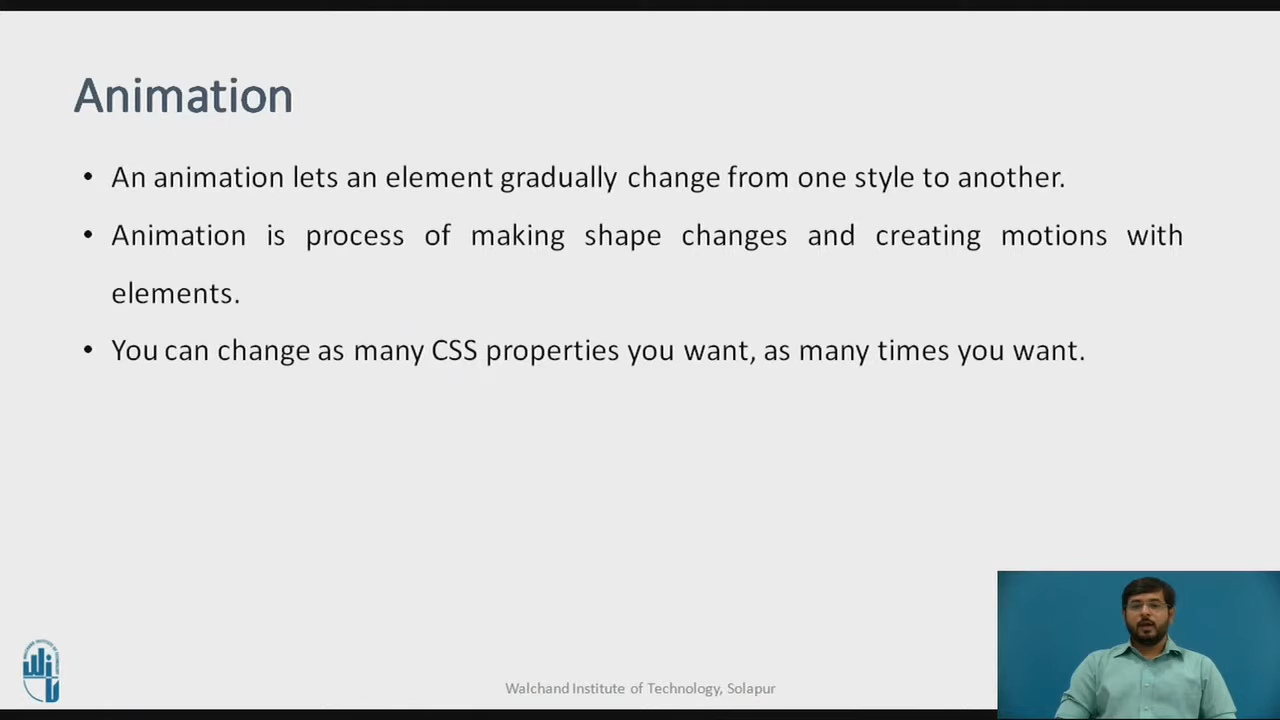 Animation
• An animation lets an element gradually change from one style to another.
• Animation is process of making shape changes and creating motions with
elements.
• You can change as many CSS properties you want, as many times you want.
Walchand Institute of Technology, Solapur